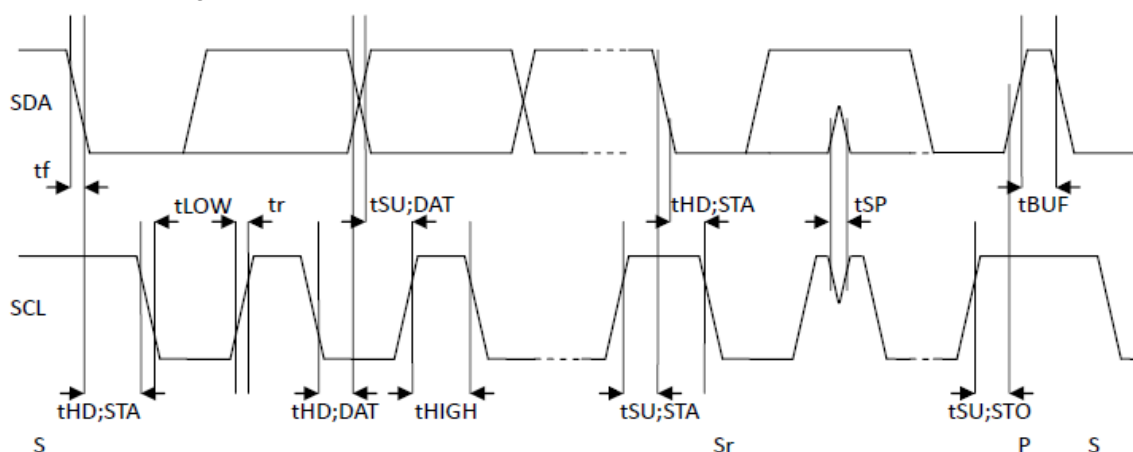 SDA
tf
tLOW tr tSU;DAT tHD;STA tSP tBUF
SCL
tHD;STA tHD;DAT tHIGH tSU;STA tSU;STO
S Sr P S